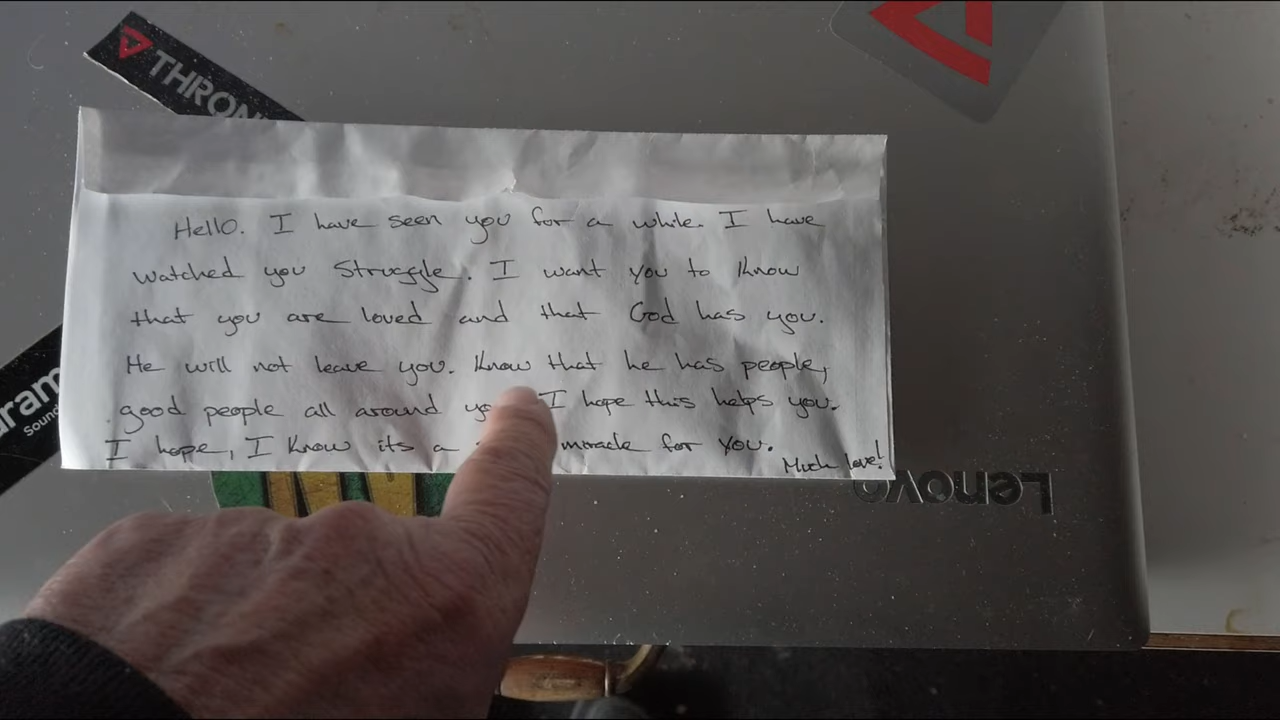 THRON
Hello. I have seen you for a while. I have
watched you struggle. I want you to know
that you are loved and that God has you.
He will not leave you. Know that he has people,
good people all around I hope this helps you.
I hope, I know its a miracle for you.
Much love!
ram
soun
Lenovo